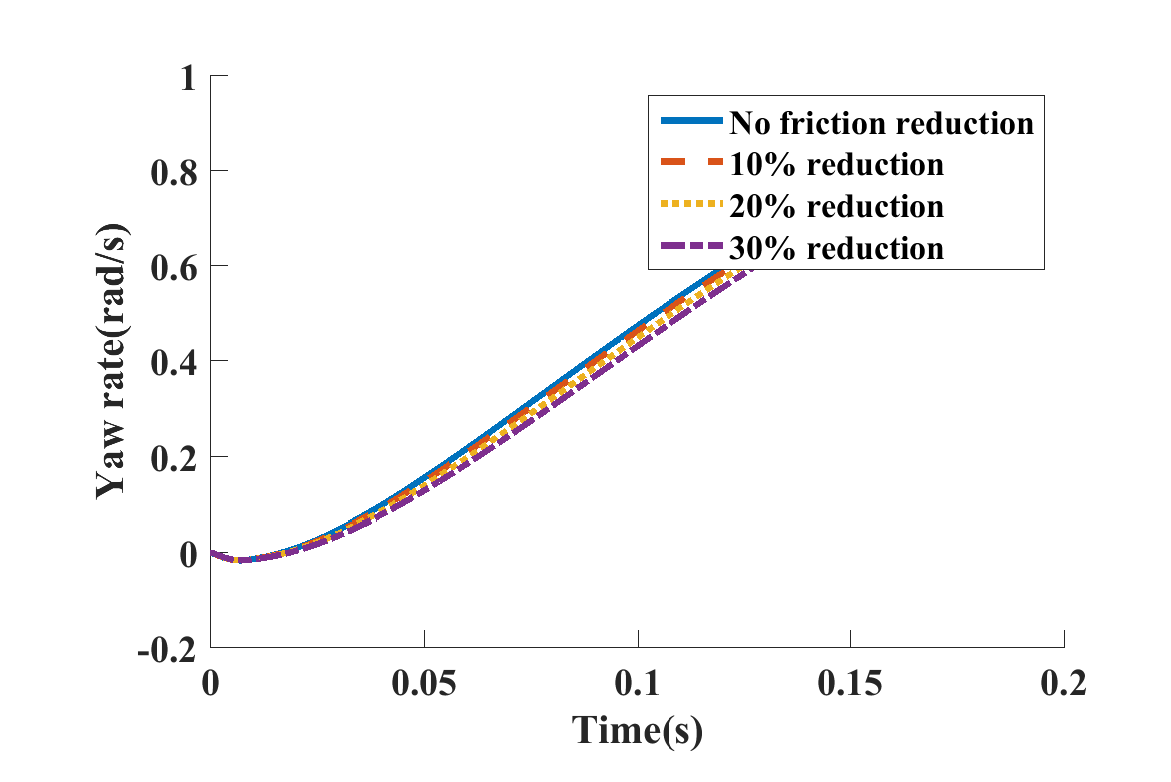 1
0.8
0.6
0.4
0.2
0
-0.2
Yaw rate(rad/s)
No friction reduction
10% reduction
20% reduction
30% reduction
0 0.05 0.1 0.15 0.2
Time(s)